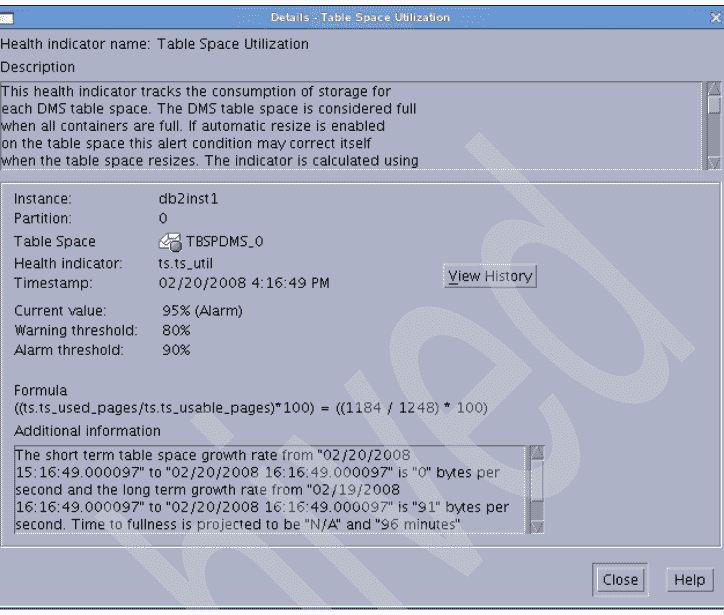 Details - Table Space Utilization
Health indicator name: Table Space Utilization
Description
This health indicator tracks the consumption of storage for
each DMS table space. The DMS table space is considered full
when all containers are full. If automatic resize is enabled
on the table space this alert condition may correct itself
when the table space resizes. The indicator is calculated using
Instance: db2inst1
Partition: 0
Table Space TBSPDMS_0
Health indicator: ts.ts_util
Timestamp: 02/20/2008 4:16:49 PM
View History
Current value: 95% (Alarm)
Warning threshold: 80%
Alarm threshold: 90%
Formula
((ts.ts_used_pages/ts.ts_usable_pages)*100) = ((1184 / 1248) * 100)
Additional information
The short term table space growth rate from "02/20/2008
15:16:49.000097" to "02/20/2008 16:16:49.000097" is "0" bytes per
second and the long term growth rate from "02/19/2008
16:16:49.000097" to "02/20/2008 16:16:49.000097" is "91" bytes per
second. Time to fullness is projected to be "N/A" and "96 minutes"
Close Help
hived